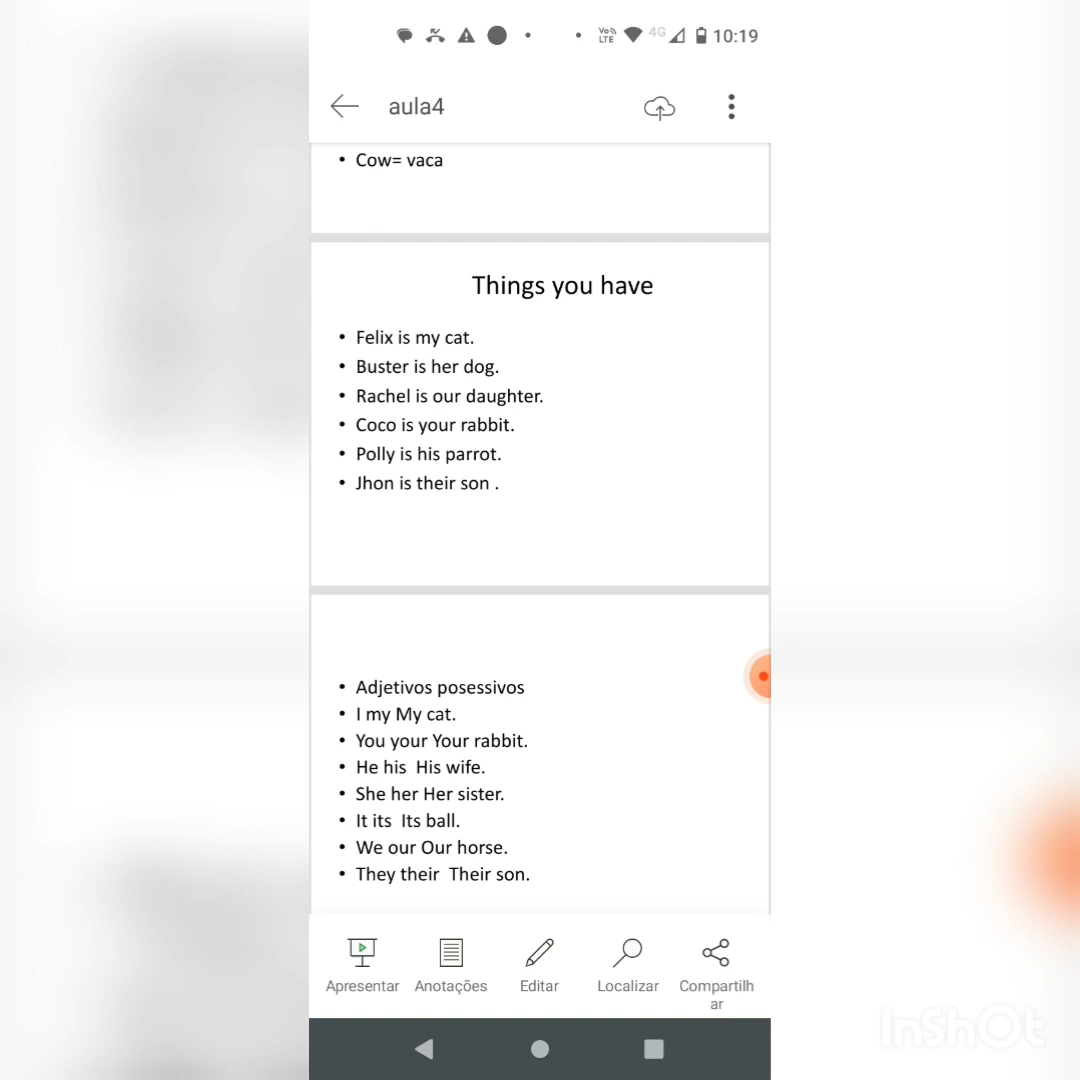 Vo LTE 4G 10:19
aula4
• Cow= vaca
Things you have
• Felix is my cat.
• Buster is her dog.
• Rachel is our daughter.
• Coco is your rabbit.
• Polly is his parrot.
• Jhon is their son .
• Adjetivos posessivos
• I my My cat.
• You your Your rabbit.
• He his  His wife.
• She her Her sister.
• It its  Its ball.
• We our Our horse.
• They their  Their son.
Apresentar Anotações Editar Localizar Compartilh
ar
InShOt